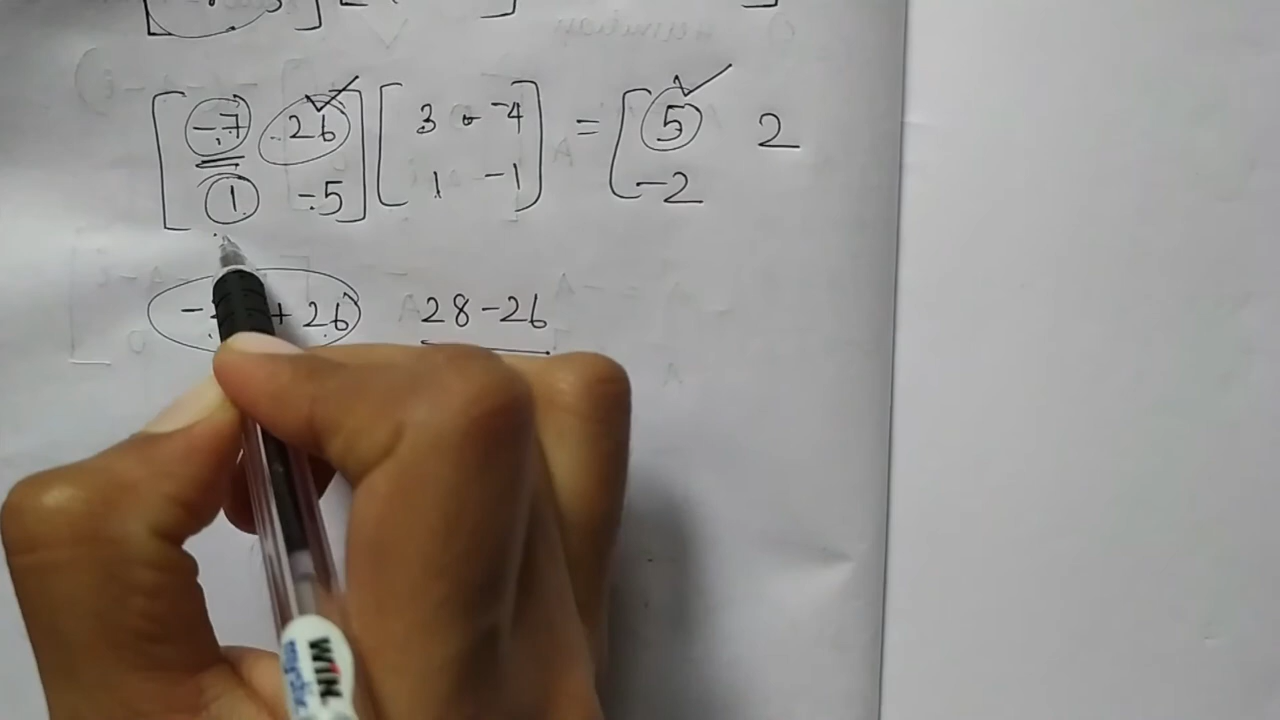 [ -7 26 ] [ 3 -4 ] = [ 5 2
[ 1 -5 ] [ 1 -1 ] [ -2
+ 26 28-26
WIN